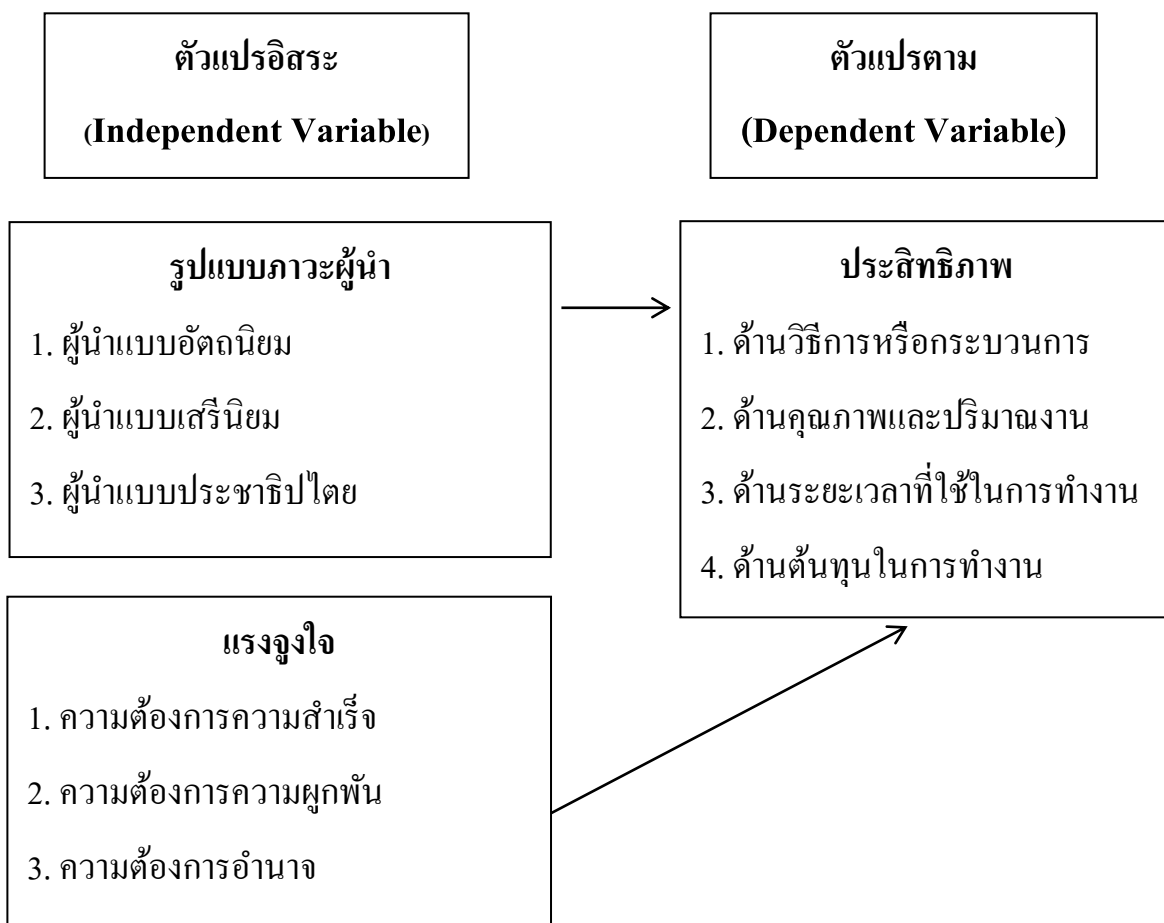 ตัวแปรอิสระ
(Independent Variable)
ตัวแปรตาม
(Dependent Variable)
รูปแบบภาวะผู้นำ
1. ผู้นำแบบอัตถนิยม
2. ผู้นำแบบเสรีนิยม
3. ผู้นำแบบประชาธิปไตย
ประสิทธิภาพ
1. ด้านวิธีการหรือกระบวนการ
2. ด้านคุณภาพและปริมาณงาน
3. ด้านระยะเวลาที่ใช้ในการทำงาน
4. ด้านต้นทุนในการทำงาน
แรงจูงใจ
1. ความต้องการความสำเร็จ
2. ความต้องการความผูกพัน
3. ความต้องการอำนาจ